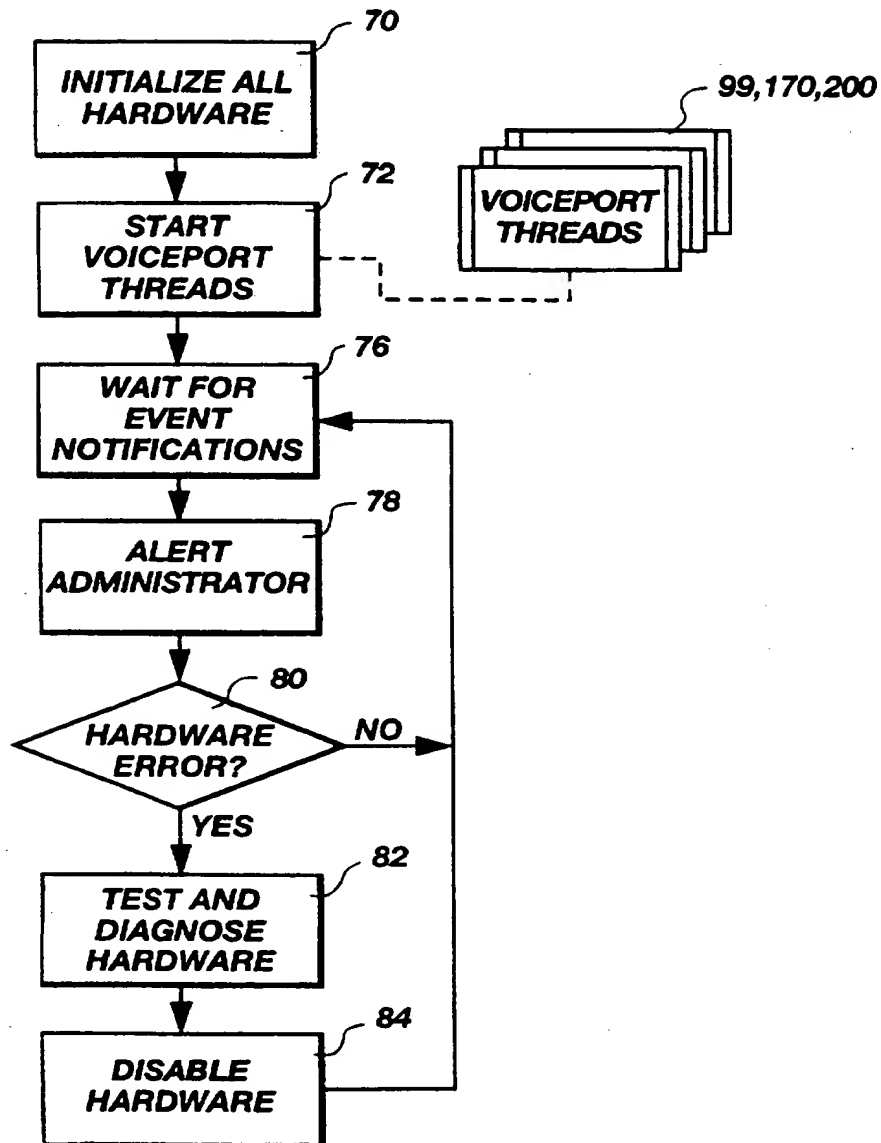 70
INITIALIZE ALL
HARDWARE
99,170,200
VOICEPORT
THREADS
72
START
VOICEPORT
THREADS
76
WAIT FOR
EVENT
NOTIFICATIONS
78
ALERT
ADMINISTRATOR
80
HARDWARE
ERROR?
NO
YES
82
TEST AND
DIAGNOSE
HARDWARE
84
DISABLE
HARDWARE